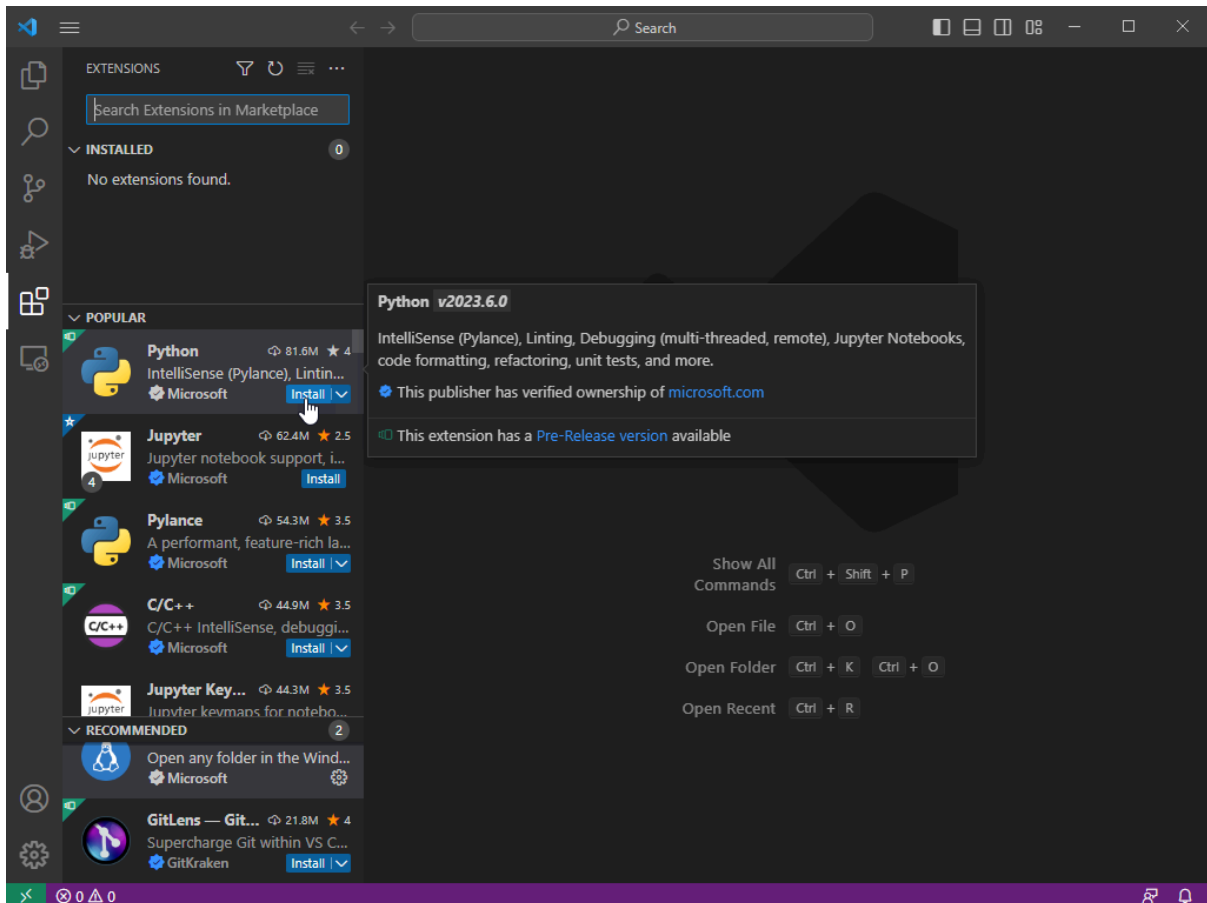 Search
EXTENSIONS
Search Extensions in Marketplace
INSTALLED 0
No extensions found.
POPULAR
Python 81.6M ★ 4
IntelliSense (Pylance), Lintin...
Microsoft Install
Jupyter 62.4M ★ 2.5
Jupyter notebook support, i...
Microsoft Install
jupyter
4
Pylance 54.3M ★ 3.5
A performant, feature-rich la...
Microsoft Install
C/C++ 44.9M ★ 3.5
C/C++
C/C++ IntelliSense, debuggi...
Microsoft Install
Jupyter Key... 44.3M ★ 3.5
jupyter
Jupyter keymaps for notebo...
RECOMMENDED 2
Open any folder in the Wind...
Microsoft
GitLens — Git... 21.8M ★ 4
Supercharge Git within VS C...
GitKraken Install
Python v2023.6.0
IntelliSense (Pylance), Linting, Debugging (multi-threaded, remote), Jupyter Notebooks,
code formatting, refactoring, unit tests, and more.
This publisher has verified ownership of microsoft.com
This extension has a Pre-Release version available
Show All
Commands Ctrl + Shift + P
Open File Ctrl + O
Open Folder Ctrl + K Ctrl + O
Open Recent Ctrl + R
0 0